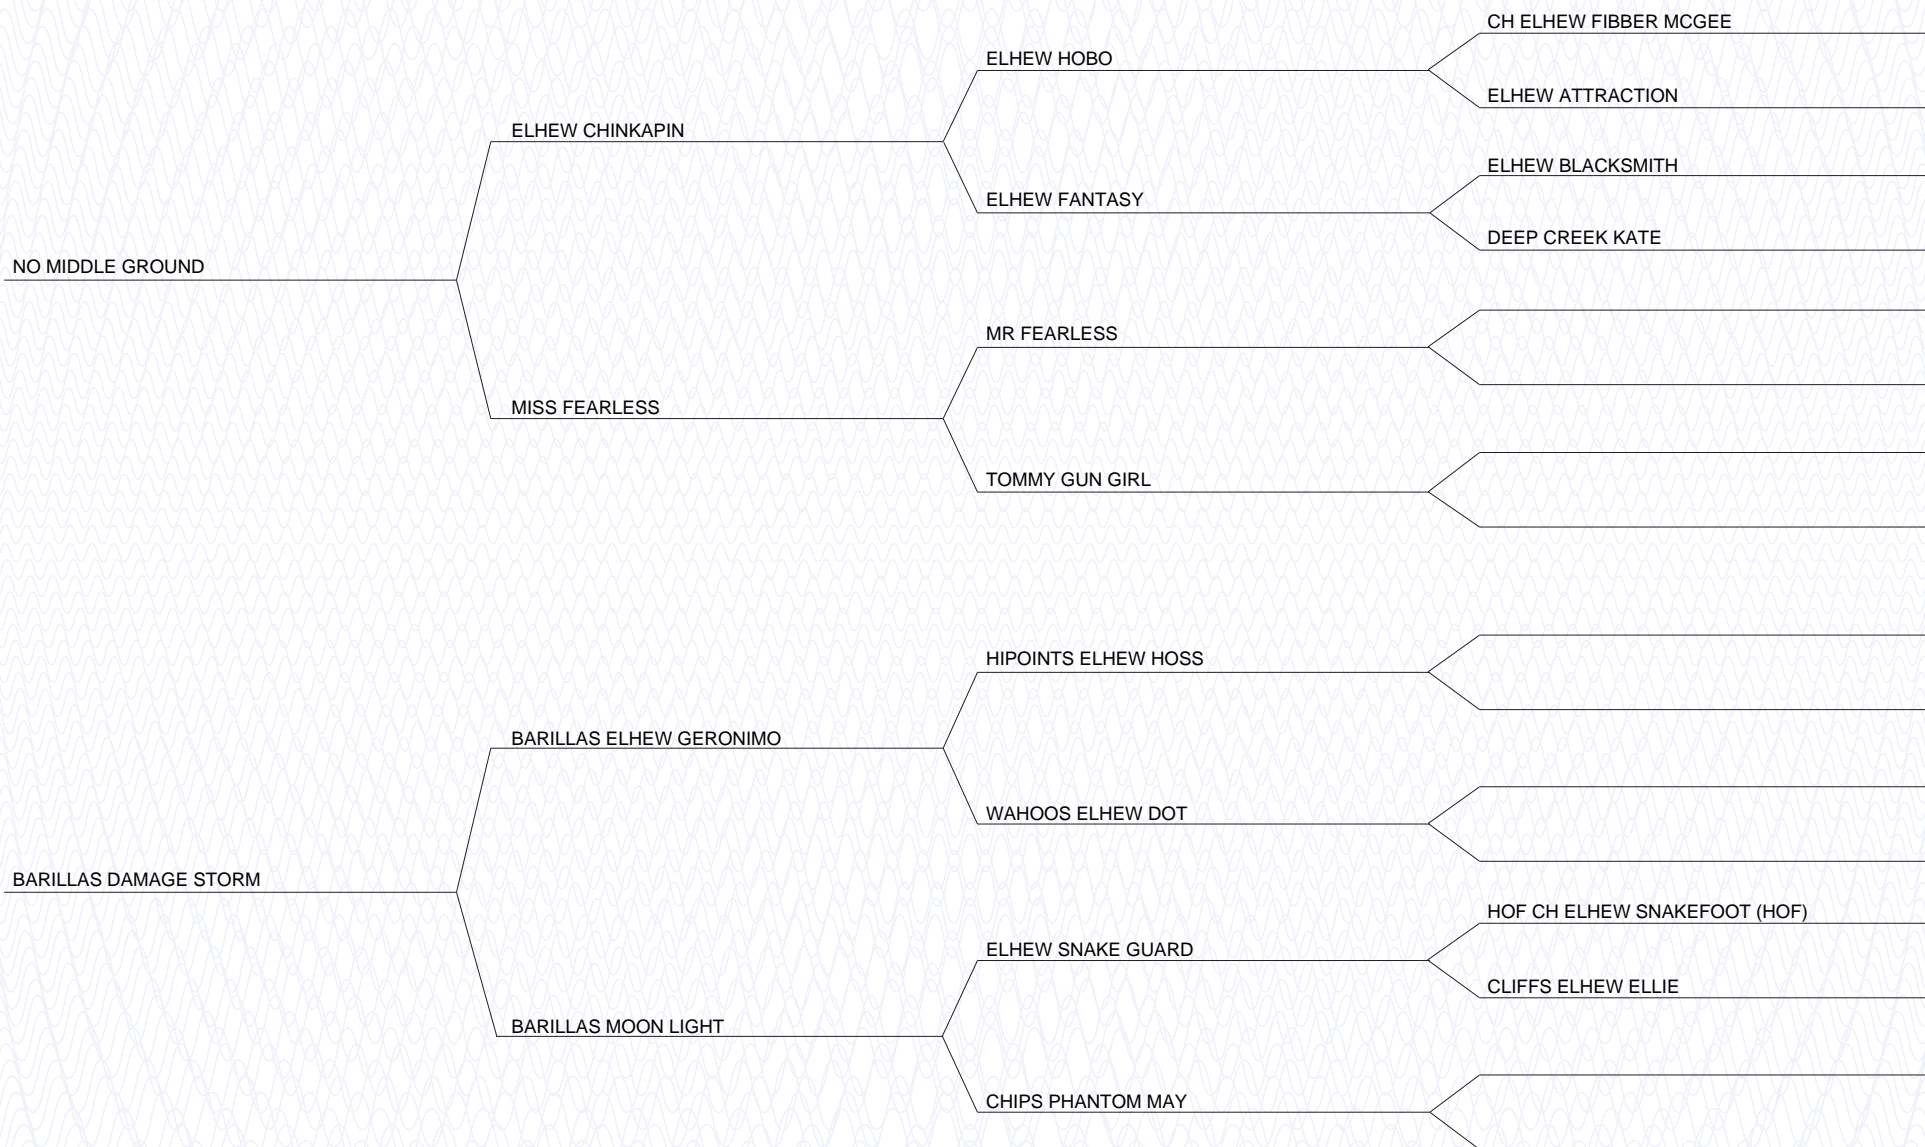 CH ELHEW FIBBER MCGEE
ELHEW HOBO
ELHEW ATTRACTION
ELHEW CHINKAPIN
ELHEW BLACKSMITH
ELHEW FANTASY
DEEP CREEK KATE
NO MIDDLE GROUND
MR FEARLESS
MISS FEARLESS
TOMMY GUN GIRL
HIPOINTS ELHEW HOSS
BARILLAS ELHEW GERONIMO
WAHOOS ELHEW DOT
BARILLAS DAMAGE STORM
HOF CH ELHEW SNAKEFOOT (HOF)
ELHEW SNAKE GUARD
CLIFFS ELHEW ELLIE
BARILLAS MOON LIGHT
CHIPS PHANTOM MAY